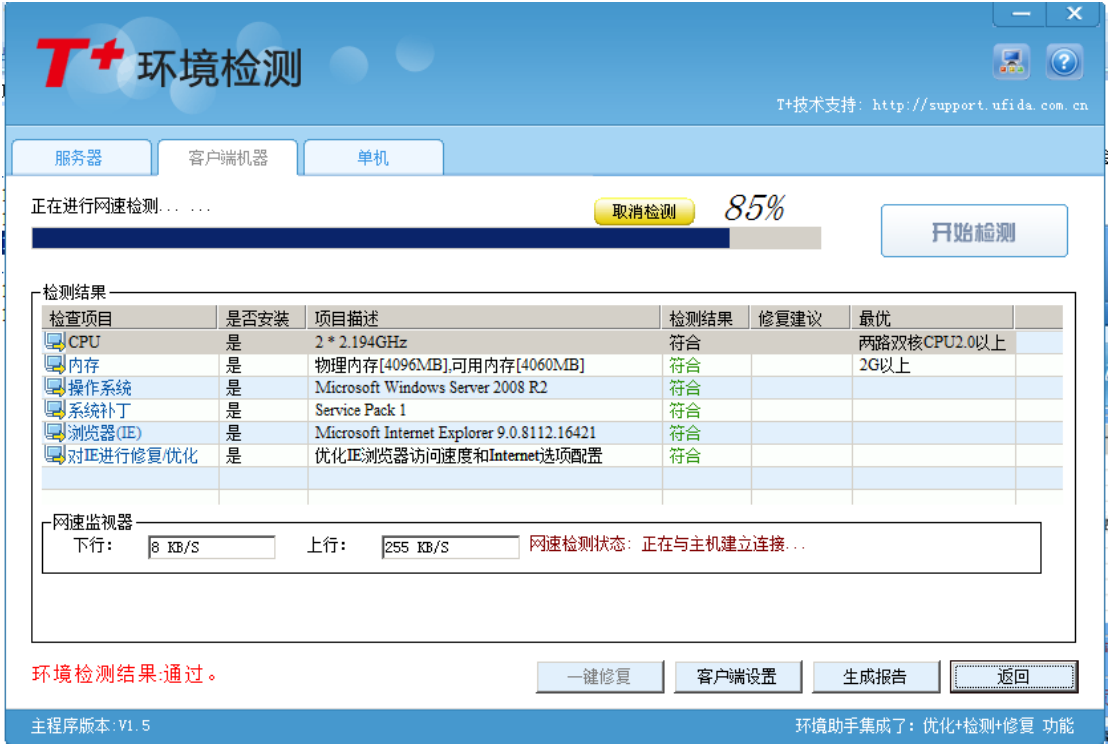 T+ 环境检测
T+技术支持: http://support.ufida.com.cn
服务器 客户端机器 单机
正在进行网速检测... ... 取消检测 85% 开始检测
检测结果
检查项目 是否安装 项目描述 检测结果 修复建议 最优
CPU 是 2 * 2.194GHz 符合 两路双核CPU2.0以上
内存 是 物理内存[4096MB],可用内存[4060MB] 符合 2G以上
操作系统 是 Microsoft Windows Server 2008 R2 符合
系统补丁 是 Service Pack 1 符合
浏览器(IE) 是 Microsoft Internet Explorer 9.0.8112.16421 符合
对IE进行修复/优化 是 优化IE浏览器访问速度和Internet选项配置 符合
网速监视器
下行: 8 KB/S 上行: 255 KB/S 网速检测状态: 正在与主机建立连接...
环境检测结果:通过。 一键修复 客户端设置 生成报告 返回
主程序版本:V1.5 环境助手集成了: 优化+检测+修复 功能